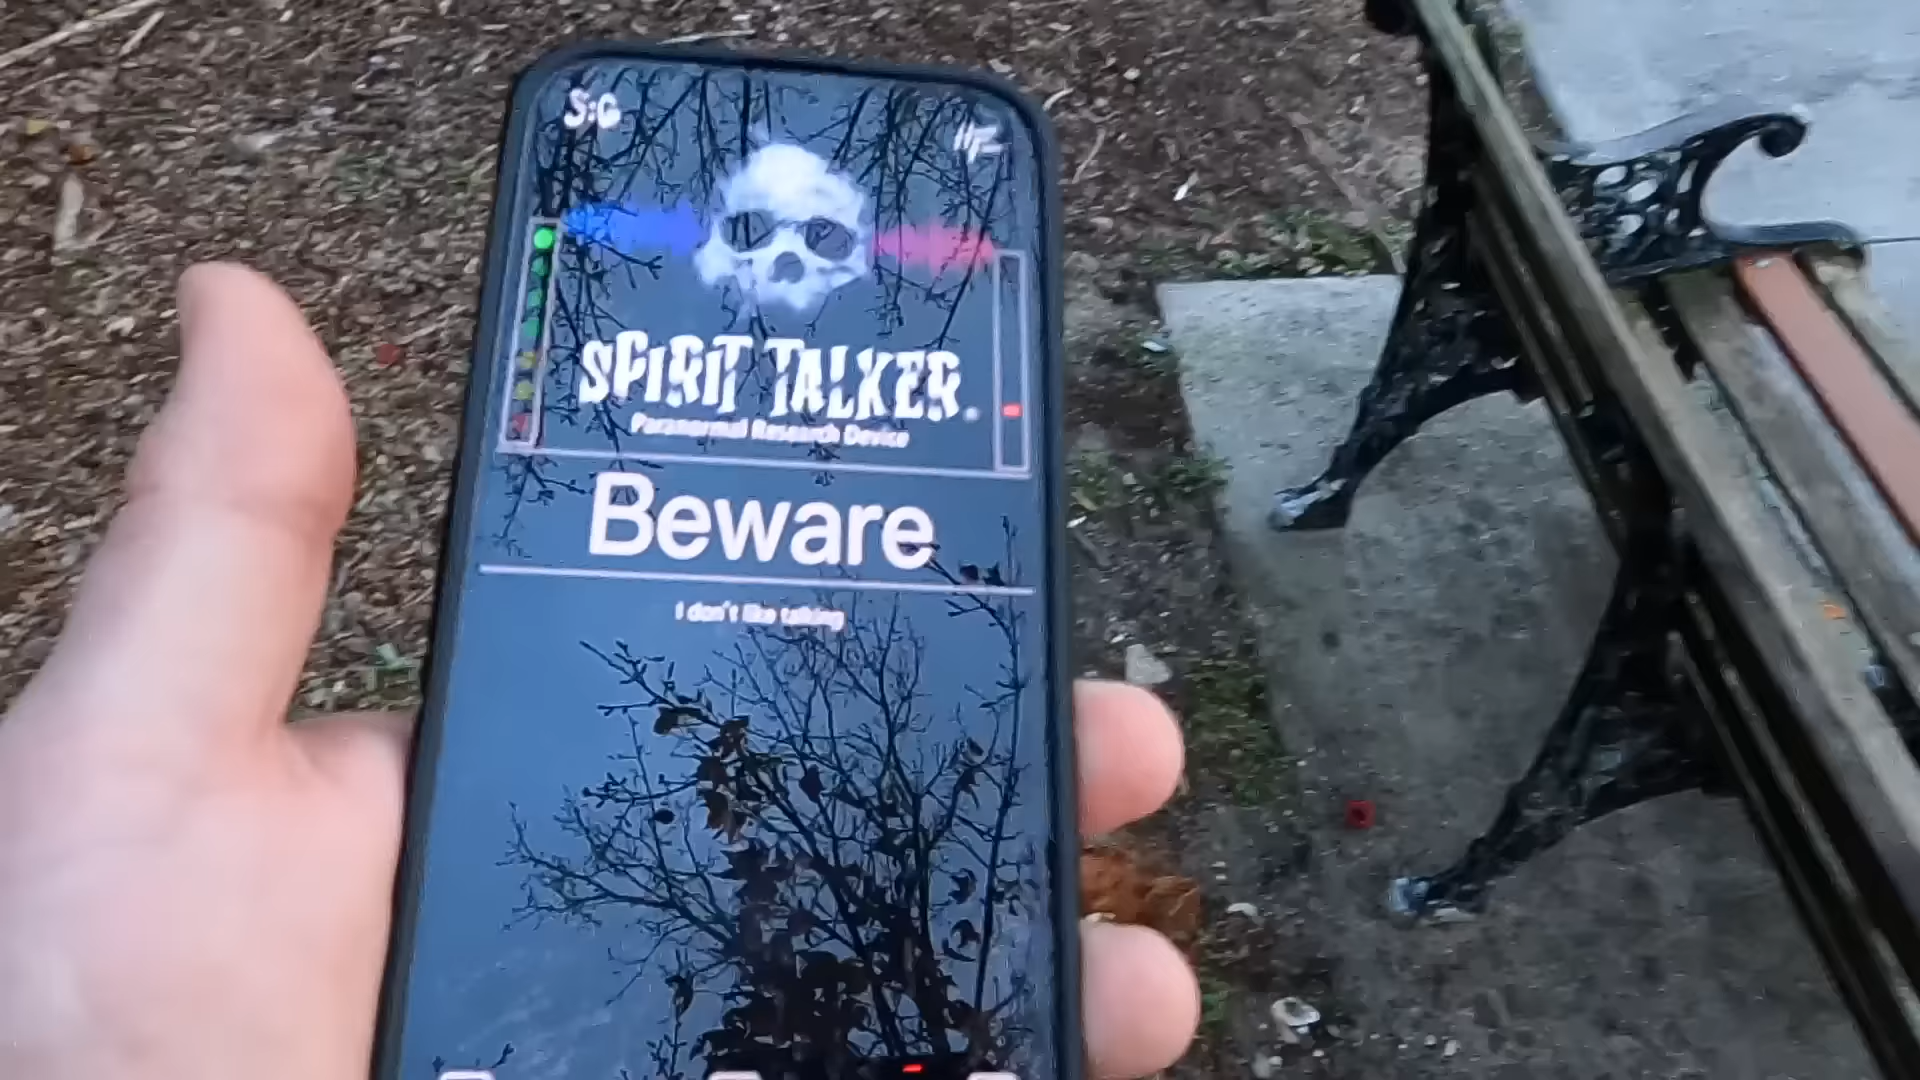 SPIRIT TALKER
Paranormal Research Device
Beware
I don't like talking